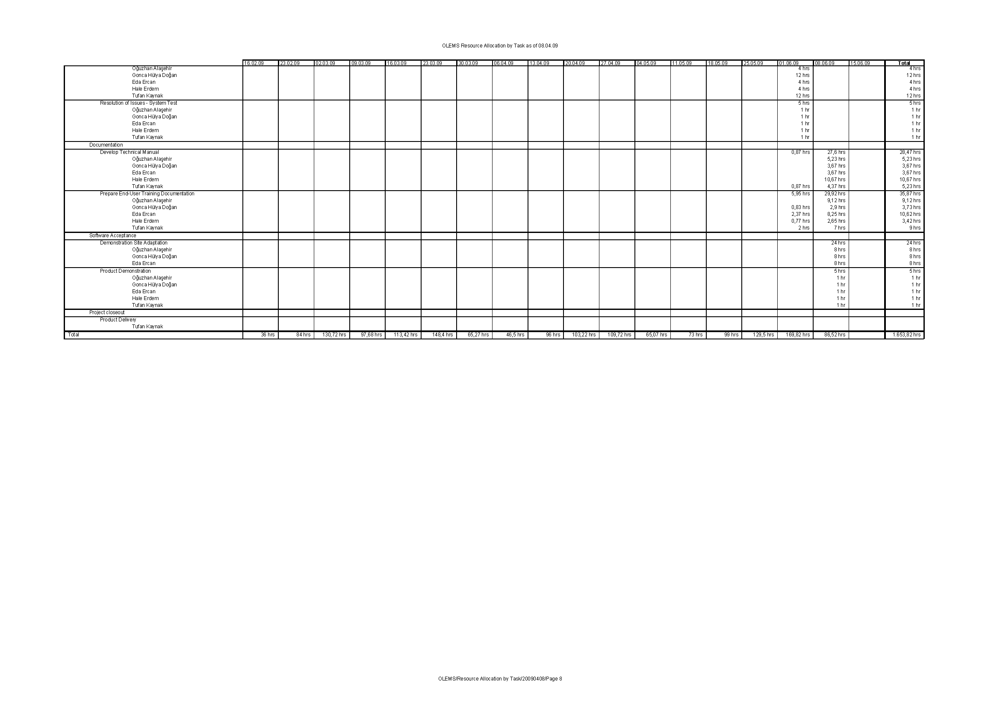 OLEMS Resource Allocation by Task as of 08.04.09
16.02.09 23.02.09 02.03.09 09.03.09 16.03.09 23.03.09 30.03.09 06.04.09 13.04.09 20.04.09 27.04.09 04.05.09 11.05.09 18.05.09 25.05.09 01.06.09 08.06.09 15.06.09 Total
Oğuzhan Alaşehir 4 hrs 4 hrs
Gonca Hülya Doğan 12 hrs 12 hrs
Eda Ercan 4 hrs 4 hrs
Hale Erdem 4 hrs 4 hrs
Tufan Kaynak 12 hrs 12 hrs
Resolution of Issues - System Test 5 hrs 5 hrs
Oğuzhan Alaşehir 1 hr 1 hr
Gonca Hülya Doğan 1 hr 1 hr
Eda Ercan 1 hr 1 hr
Hale Erdem 1 hr 1 hr
Tufan Kaynak 1 hr 1 hr
Documentation
Develop Technical Manual 0,87 hrs 27,6 hrs 28,47 hrs
Oğuzhan Alaşehir 5,23 hrs 5,23 hrs
Gonca Hülya Doğan 3,67 hrs 3,67 hrs
Eda Ercan 3,67 hrs 3,67 hrs
Hale Erdem 10,67 hrs 10,67 hrs
Tufan Kaynak 0,87 hrs 4,37 hrs 5,23 hrs
Prepare End-User Training Documentation 5,95 hrs 29,92 hrs 35,87 hrs
Oğuzhan Alaşehir 9,12 hrs 9,12 hrs
Gonca Hülya Doğan 0,83 hrs 2,9 hrs 3,73 hrs
Eda Ercan 2,37 hrs 8,25 hrs 10,62 hrs
Hale Erdem 0,77 hrs 2,65 hrs 3,42 hrs
Tufan Kaynak 2 hrs 7 hrs 9 hrs
Software Acceptance
Demonstration Site Adaptation 24 hrs 24 hrs
Oğuzhan Alaşehir 8 hrs 8 hrs
Gonca Hülya Doğan 8 hrs 8 hrs
Eda Ercan 8 hrs 8 hrs
Product Demonstration 5 hrs 5 hrs
Oğuzhan Alaşehir 1 hr 1 hr
Gonca Hülya Doğan 1 hr 1 hr
Eda Ercan 1 hr 1 hr
Hale Erdem 1 hr 1 hr
Tufan Kaynak 1 hr 1 hr
Project closeout
Product Delivery
Tufan Kaynak
Total 36 hrs 84 hrs 130,72 hrs 97,68 hrs 113,42 hrs 148,4 hrs 65,27 hrs 46,5 hrs 96 hrs 103,22 hrs 109,72 hrs 65,07 hrs 73 hrs 99 hrs 129,5 hrs 169,82 hrs 86,52 hrs 1.653,82 hrs
OLEMS/Resource Allocation by Task/20090408/Page 8